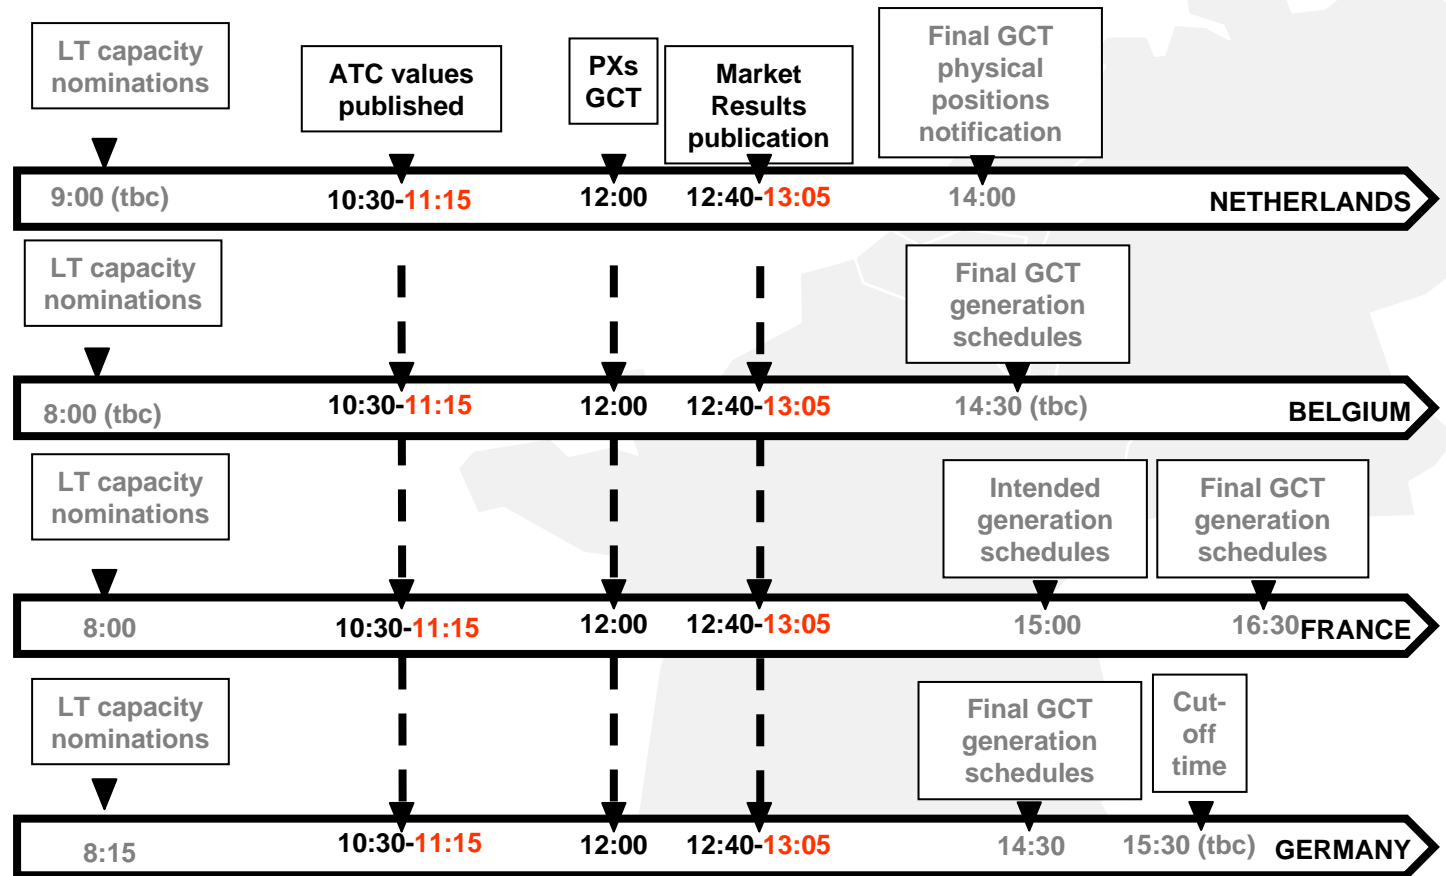 LT capacity
nominations
ATC values
published
PXs
GCT
Market
Results
publication
Final GCT
physical
positions
notification
9:00 (tbc)
10:30-11:15
12:00
12:40-13:05
14:00
NETHERLANDS
LT capacity
nominations
Final GCT
generation
schedules
8:00 (tbc)
10:30-11:15
12:00
12:40-13:05
14:30 (tbc)
BELGIUM
LT capacity
nominations
Intended
generation
schedules
Final GCT
generation
schedules
8:00
10:30-11:15
12:00
12:40-13:05
15:00
16:30
FRANCE
LT capacity
nominations
Final GCT
generation
schedules
Cut-
off
time
8:15
10:30-11:15
12:00
12:40-13:05
14:30
15:30 (tbc)
GERMANY